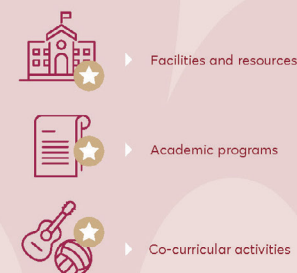 Facilities and resources
Academic programs
Co-curricular activities